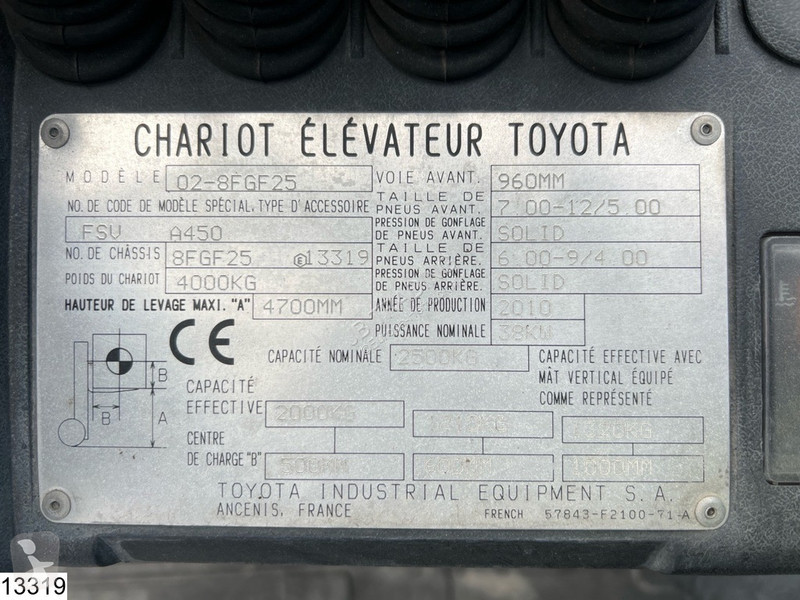 CHARIOT ÉLÉVATEUR TOYOTA
MODÈLE 02-8FGF25
VOIE AVANT. 960MM
NO. DE CODE DE MODÈLE SPÉCIAL, TYPE D'ACCESSOIRE
FSV A450
TAILLE DE PNEUS AVANT. 7.00-12/5.00
PRESSION DE GONFLAGE DE PNEUS AVANT. SOLID
NO. DE CHÂSSIS 8FGF25 E 13319
TAILLE DE PNEUS ARRIÈRE. 6.00-9/4.00
POIDS DU CHARIOT 4000KG
PRESSION DE GONFLAGE DE PNEUS ARRIÈRE. SOLID
HAUTEUR DE LEVAGE MAXI. "A" 4700MM
ANNÉE DE PRODUCTION 2010
PUISSANCE NOMINALE 38KW
CE
CAPACITÉ NOMINALE 2500KG
CAPACITÉ EFFECTIVE AVEC
MÂT VERTICAL ÉQUIPÉ
COMME REPRÉSENTÉ
B
B
A
CAPACITÉ
EFFECTIVE 2000KG
CENTRE
DE CHARGE "B" 500MM
TOYOTA INDUSTRIAL EQUIPMENT S.A.
ANCENIS, FRANCE
FRENCH 57843-F2100-71-A
13319